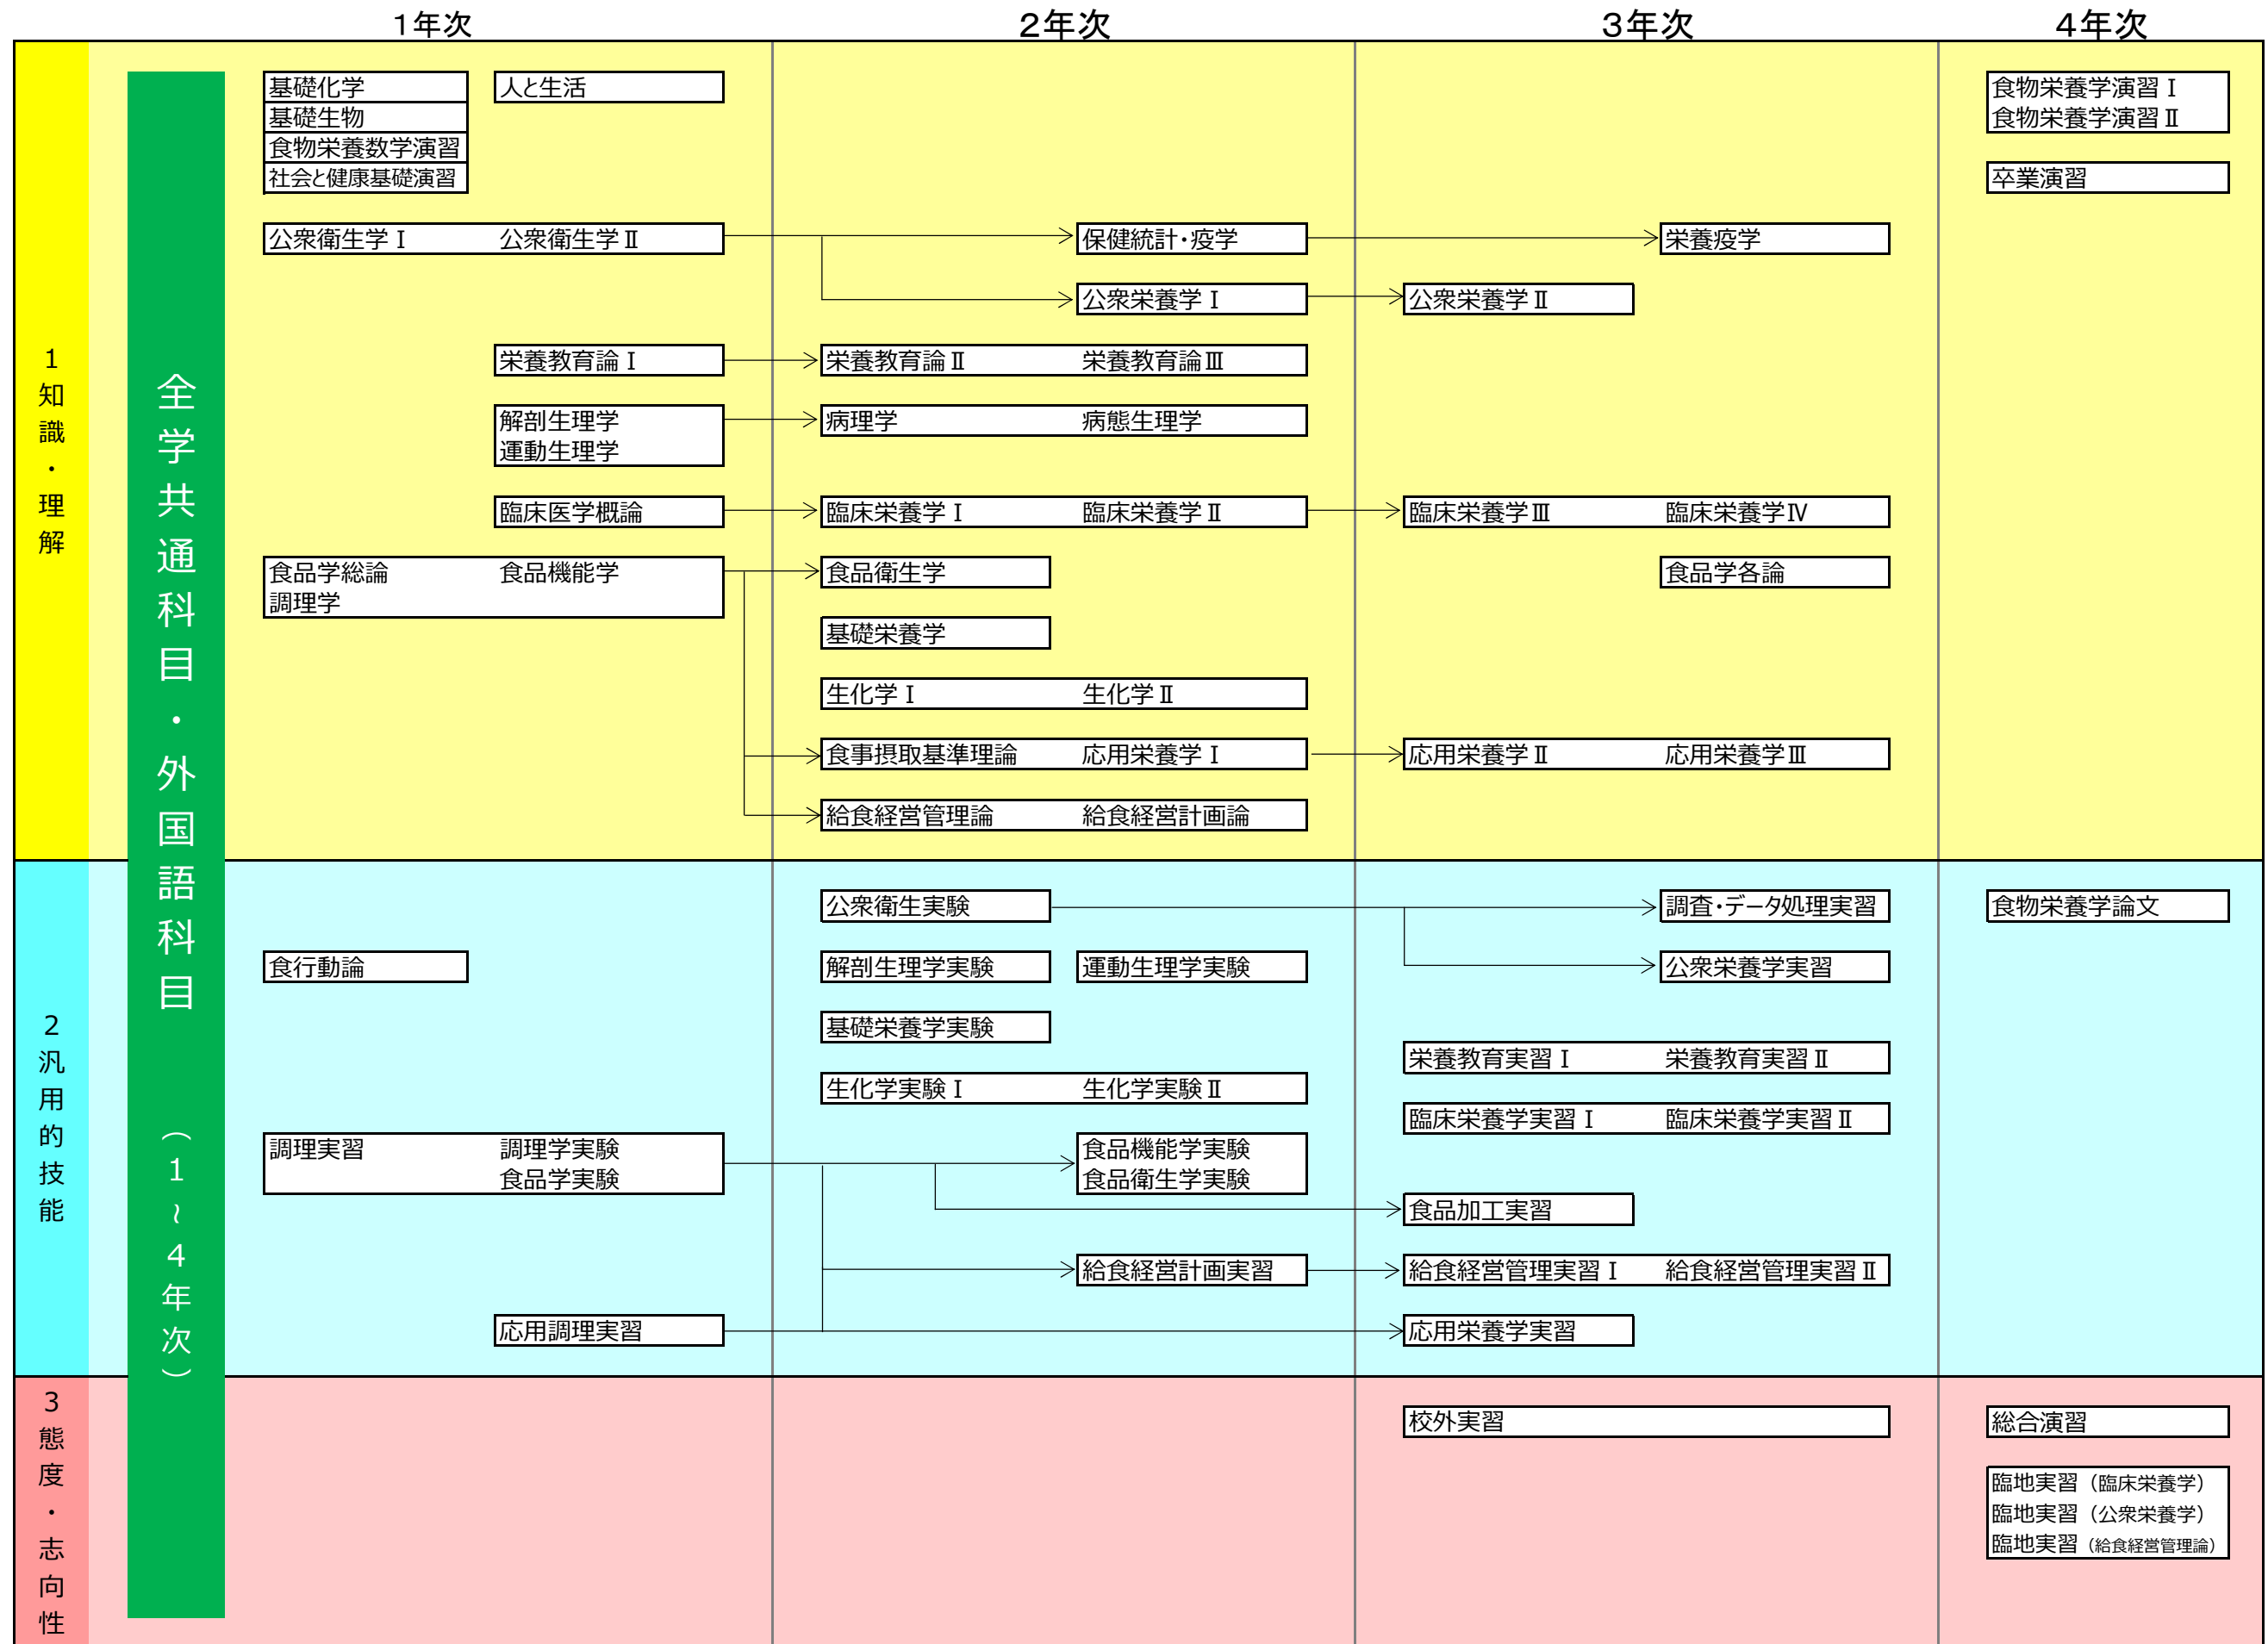 1年次
2年次
3年次
4年次
1知識・理解
全学共通科目・外国語科目（1～4年次）
基礎化学
人と生活
食物栄養学演習Ⅰ
基礎生物
食物栄養学演習Ⅱ
食物栄養数学演習
社会と健康基礎演習
卒業演習
公衆衛生学Ⅰ 公衆衛生学Ⅱ
保健統計・疫学
栄養疫学
公衆栄養学Ⅰ
公衆栄養学Ⅱ
栄養教育論Ⅰ
栄養教育論Ⅱ 栄養教育論Ⅲ
解剖生理学
病理学 病態生理学
運動生理学
臨床医学概論
臨床栄養学Ⅰ 臨床栄養学Ⅱ
臨床栄養学Ⅲ 臨床栄養学Ⅳ
食品学総論 食品機能学
食品衛生学
食品学各論
調理学
基礎栄養学
生化学Ⅰ 生化学Ⅱ
食事摂取基準理論 応用栄養学Ⅰ
応用栄養学Ⅱ 応用栄養学Ⅲ
給食経営管理論 給食経営計画論
2汎用的技能
公衆衛生実験
調査・データ処理実習
食物栄養学論文
食行動論
解剖生理学実験
運動生理学実験
公衆栄養学実習
基礎栄養学実験
栄養教育実習Ⅰ 栄養教育実習Ⅱ
生化学実験Ⅰ 生化学実験Ⅱ
臨床栄養学実習Ⅰ 臨床栄養学実習Ⅱ
調理実習 調理学実験
食品機能学実験
食品学実験
食品衛生学実験
食品加工実習
給食経営計画実習
給食経営管理実習Ⅰ 給食経営管理実習Ⅱ
応用調理実習
応用栄養学実習
3態度・志向性
校外実習
総合演習
臨地実習（臨床栄養学）
臨地実習（公衆栄養学）
臨地実習（給食経営管理論）